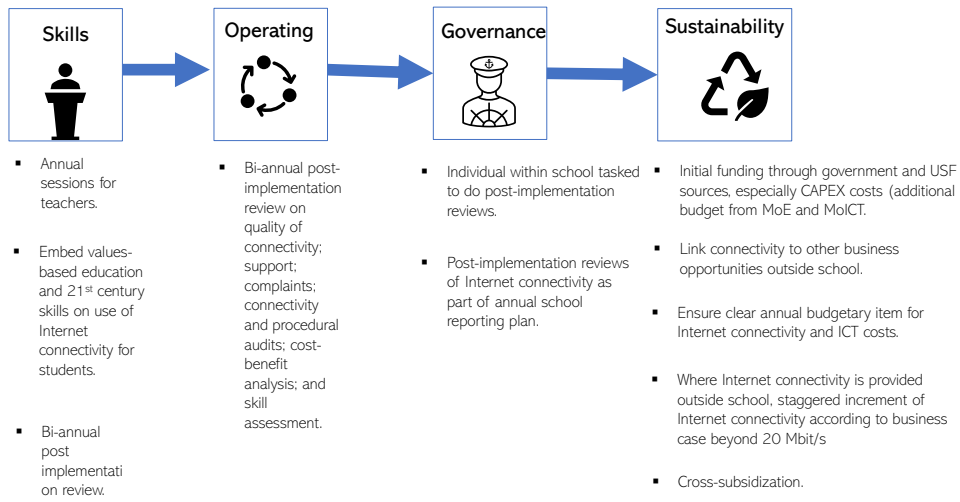 Skills
Annual
sessions for
teachers.
Embed values-
based education
and 21st century
skills on use of
Internet
connectivity for
students.
Bi-annual
post
implementati
on review.
Operating
Bi-annual post-
implementation
review on
quality of
connectivity;
support;
complaints;
connectivity
and procedural
audits; cost-
benefit
analysis; and
skill
assessment.
Governance
Individual within school tasked
to do post-implementation
reviews.
Post-implementation reviews
of Internet connectivity as
part of annual school
reporting plan.
Sustainability
Initial funding through government and USF
sources, especially CAPEX costs (additional
budget from MoE and MoICT.
Link connectivity to other business
opportunities outside school.
Ensure clear annual budgetary item for
Internet connectivity and ICT costs.
Where Internet connectivity is provided
outside school, staggered increment of
Internet connectivity according to business
case beyond 20 Mbit/s
Cross-subsidization.